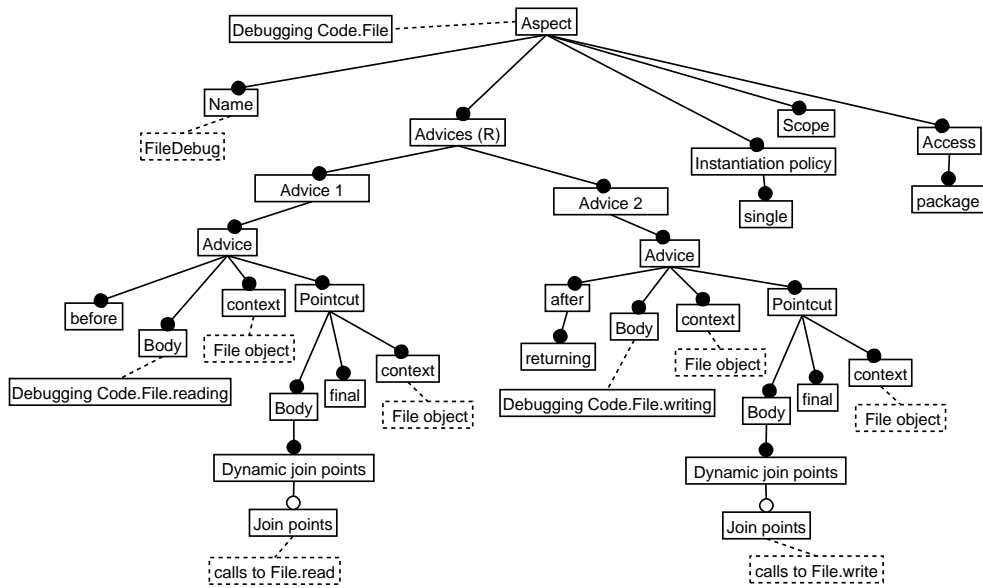 Aspect
Debugging Code.File
Name
FileDebug
Advices (R)
Scope
Access
Instantiation policy
package
single
Advice 1
Advice 2
Advice
Advice
before
Body
context
File object
Pointcut
after
returning
Body
context
File object
Pointcut
Debugging Code.File.reading
Body
final
context
File object
Debugging Code.File.writing
Body
final
context
File object
Dynamic join points
Dynamic join points
Join points
Join points
calls to File.read
calls to File.write